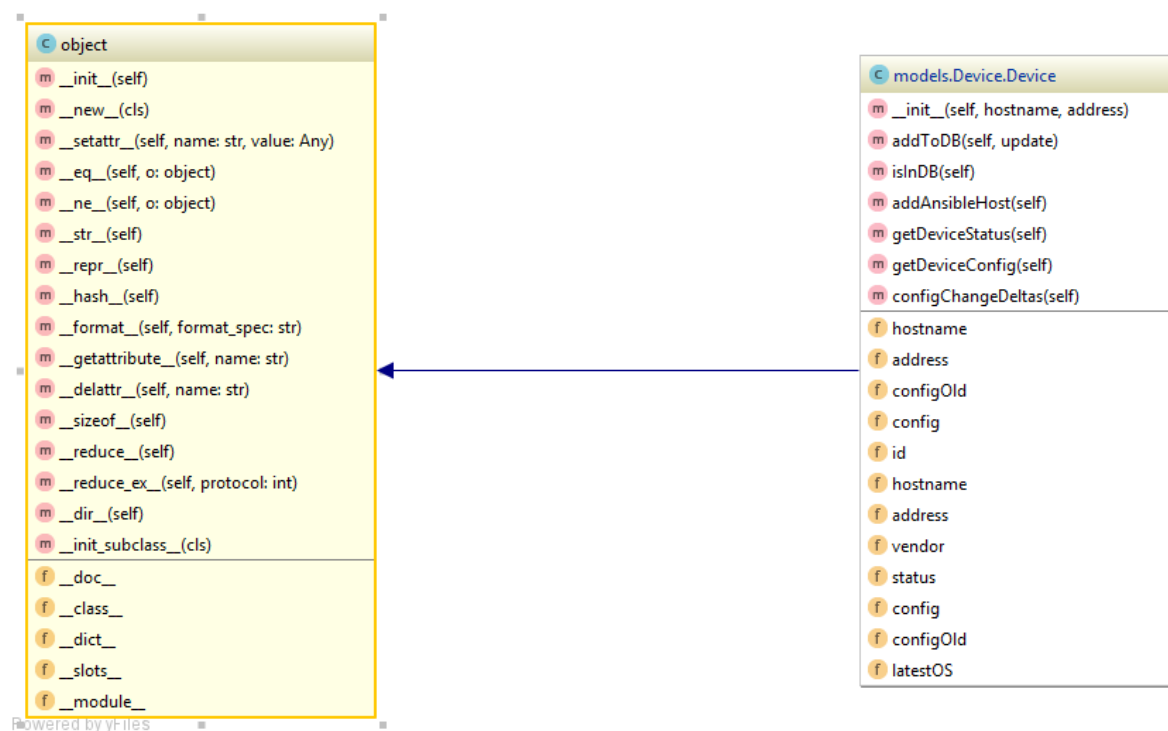 object
__init__(self)
__new__(cls)
__setattr__(self, name: str, value: Any)
__eq__(self, o: object)
__ne__(self, o: object)
__str__(self)
__repr__(self)
__hash__(self)
__format__(self, format_spec: str)
__getattribute__(self, name: str)
__delattr__(self, name: str)
__sizeof__(self)
__reduce__(self)
__reduce_ex__(self, protocol: int)
__dir__(self)
__init_subclass__(cls)
__doc__
__class__
__dict__
__slots__
__module__
Powered by yFiles
models.Device.Device
__init__(self, hostname, address)
addToDB(self, update)
isInDB(self)
addAnsibleHost(self)
getDeviceStatus(self)
getDeviceConfig(self)
configChangeDeltas(self)
hostname
address
configOld
config
id
hostname
address
vendor
status
config
configOld
latestOS